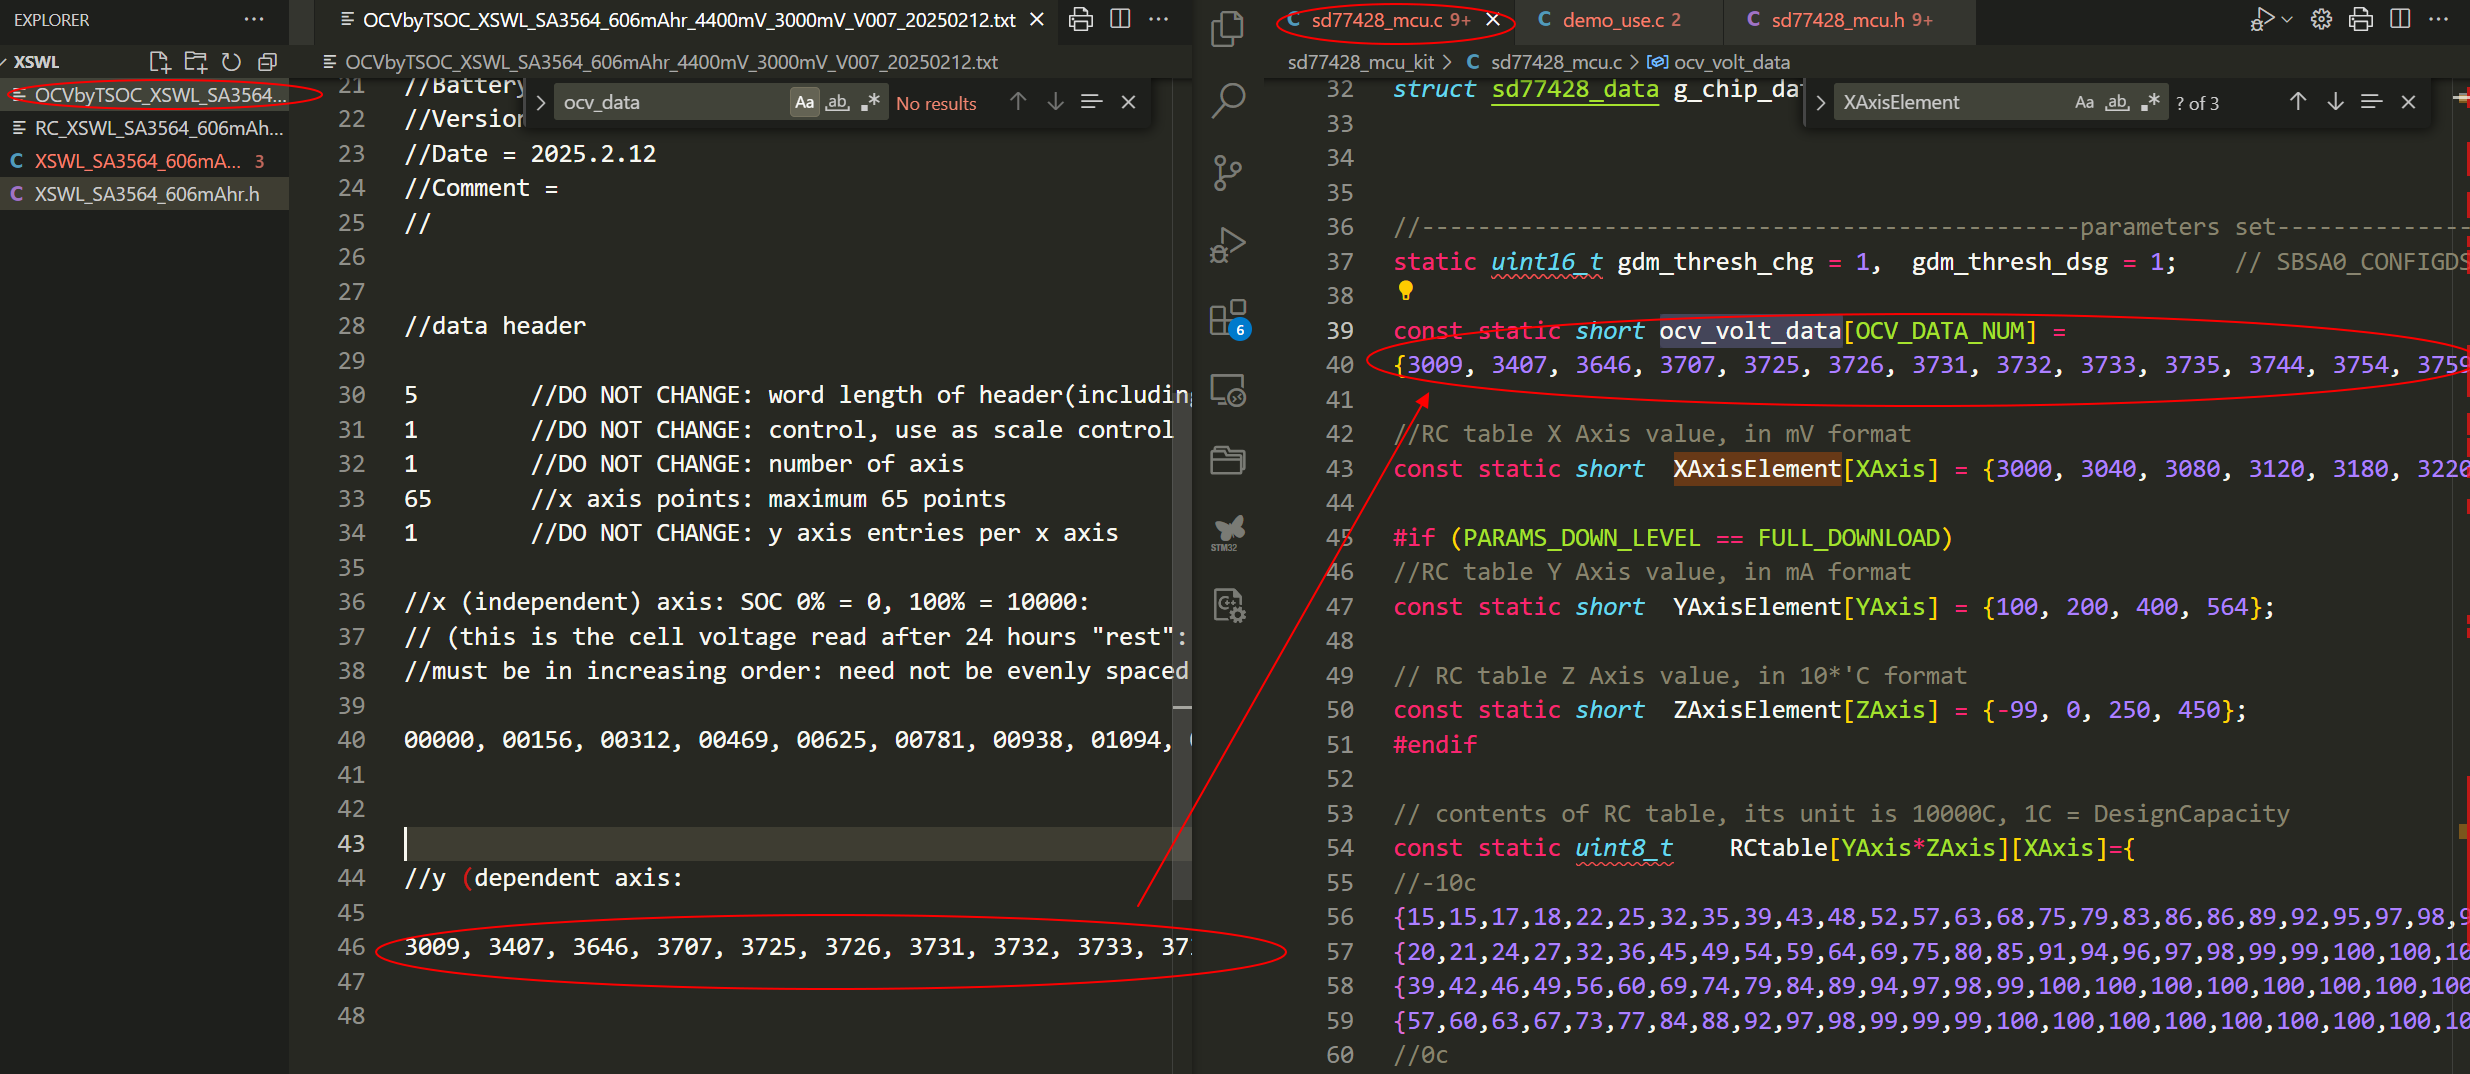 EXPLORER
XSWL
OCVbyTSOC_XSWL_SA3564...
RC_XSWL_SA3564_606mAh...
C XSWL_SA3564_606mA... 3
C XSWL_SA3564_606mAhr.h
OCVbyTSOC_XSWL_SA3564_606mAhr_4400mV_3000mV_V007_20250212.txt
OCVbyTSOC_XSWL_SA3564_606mAhr_4400mV_3000mV_V007_20250212.txt
ocv_data Aa ab .* No results
21 //Battery
22 //Version
23 //Date = 2025.2.12
24 //Comment =
25 //
26
27
28 //data header
29
30 5 //DO NOT CHANGE: word length of header(including
31 1 //DO NOT CHANGE: control, use as scale control
32 1 //DO NOT CHANGE: number of axis
33 65 //x axis points: maximum 65 points
34 1 //DO NOT CHANGE: y axis entries per x axis
35
36 //x (independent) axis: SOC 0% = 0, 100% = 10000:
37 // (this is the cell voltage read after 24 hours "rest":
38 //must be in increasing order: need not be evenly spaced
39
40 00000, 00156, 00312, 00469, 00625, 00781, 00938, 01094,
41
42
43
44 //y (dependent axis:
45
46 3009, 3407, 3646, 3707, 3725, 3726, 3731, 3732, 3733, 37
47
48
6
STM32
C sd77428_mcu.c 9+
C demo_use.c 2
C sd77428_mcu.h 9+
sd77428_mcu_kit > C sd77428_mcu.c > ocv_volt_data
XAxisElement Aa ab .* ? of 3
32 struct sd77428_data g_chip_da
33
34
35
36 //-----------------------------------------------parameters set--------------
37 static uint16_t gdm_thresh_chg = 1, gdm_thresh_dsg = 1; // SBSA0_CONFIGDS
38
39 const static short ocv_volt_data[OCV_DATA_NUM] =
40 {3009, 3407, 3646, 3707, 3725, 3726, 3731, 3732, 3733, 3735, 3744, 3754, 3759
41
42 //RC table X Axis value, in mV format
43 const static short XAxisElement[XAxis] = {3000, 3040, 3080, 3120, 3180, 3220
44
45 #if (PARAMS_DOWN_LEVEL == FULL_DOWNLOAD)
46 //RC table Y Axis value, in mA format
47 const static short YAxisElement[YAxis] = {100, 200, 400, 564};
48
49 // RC table Z Axis value, in 10*'C format
50 const static short ZAxisElement[ZAxis] = {-99, 0, 250, 450};
51 #endif
52
53 // contents of RC table, its unit is 10000C, 1C = DesignCapacity
54 const static uint8_t RCtable[YAxis*ZAxis][XAxis]={
55 //-10c
56 {15,15,17,18,22,25,32,35,39,43,48,52,57,63,68,75,79,83,86,86,89,92,95,97,98,9
57 {20,21,24,27,32,36,45,49,54,59,64,69,75,80,85,91,94,96,97,98,99,99,100,100,10
58 {39,42,46,49,56,60,69,74,79,84,89,94,97,98,99,100,100,100,100,100,100,100,100
59 {57,60,63,67,73,77,84,88,92,97,98,99,99,99,100,100,100,100,100,100,100,100,10
60 //0c